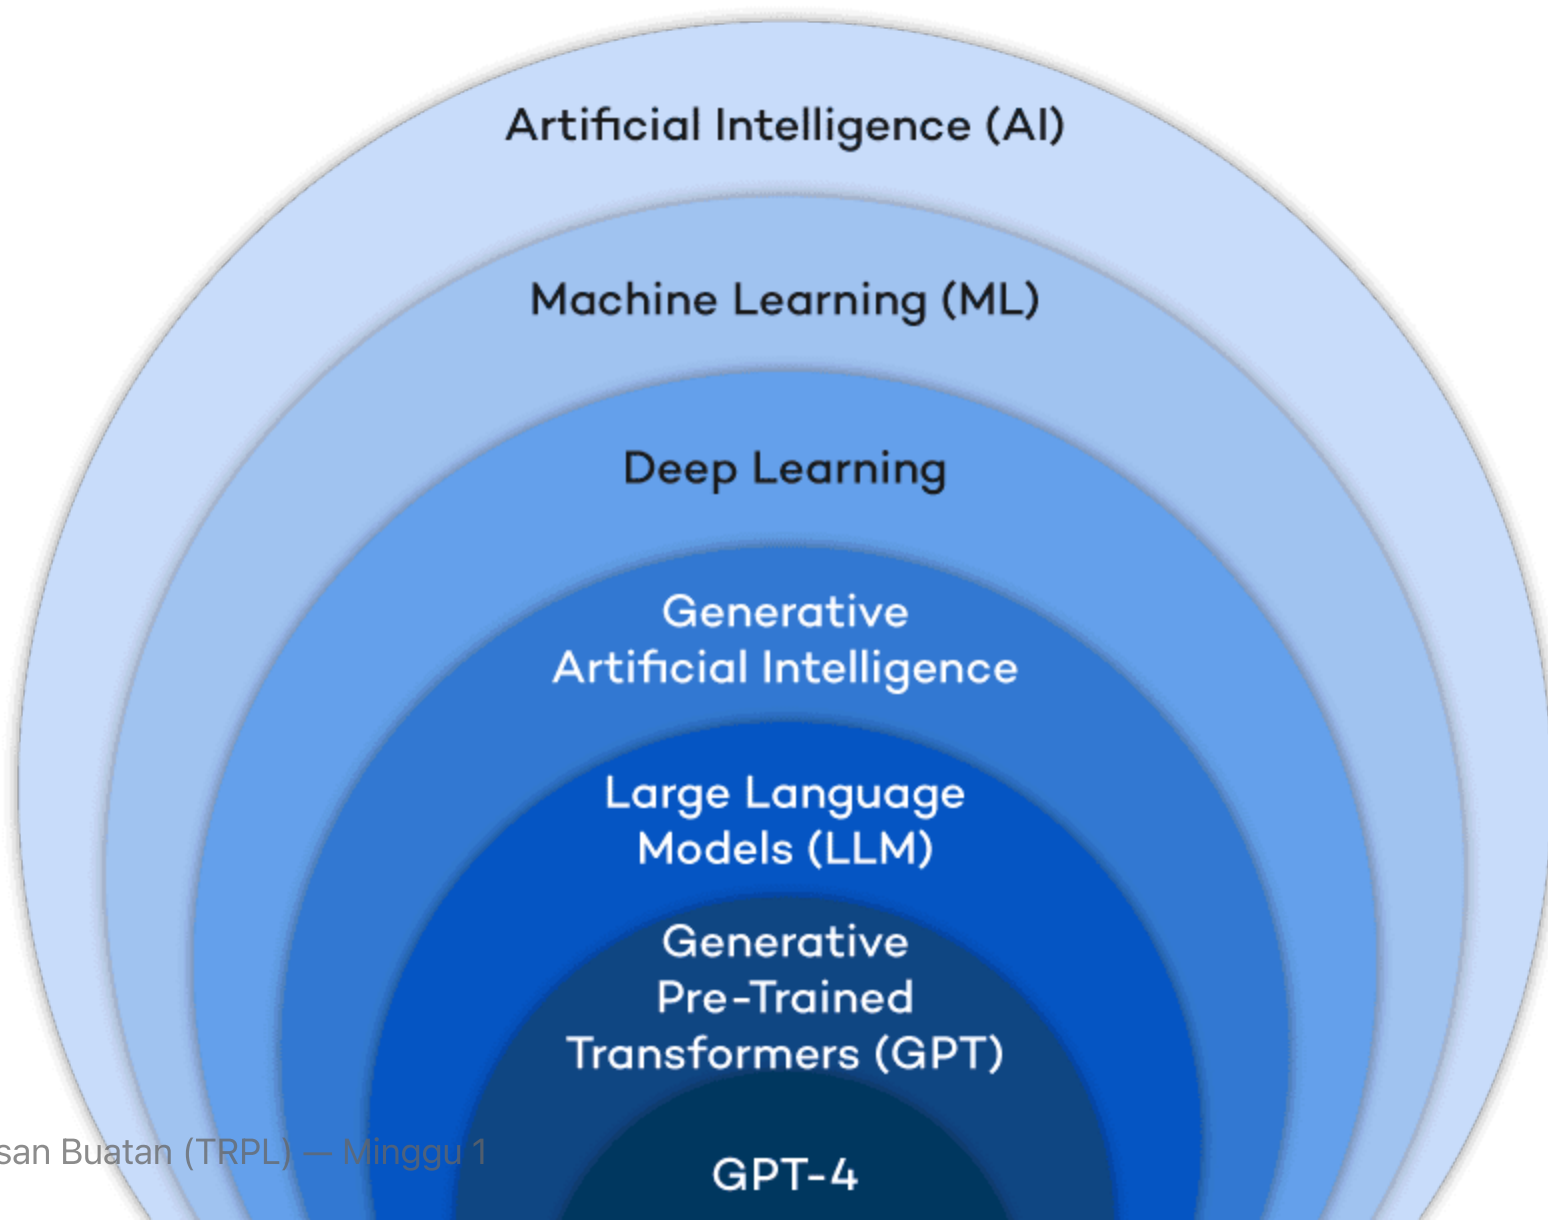 Artificial Intelligence (AI)
Machine Learning (ML)
Deep Learning
Generative
Artificial Intelligence
Large Language
Models (LLM)
Generative
Pre-Trained
Transformers (GPT)
san Buatan (TRPL) — Minggu 1
GPT-4